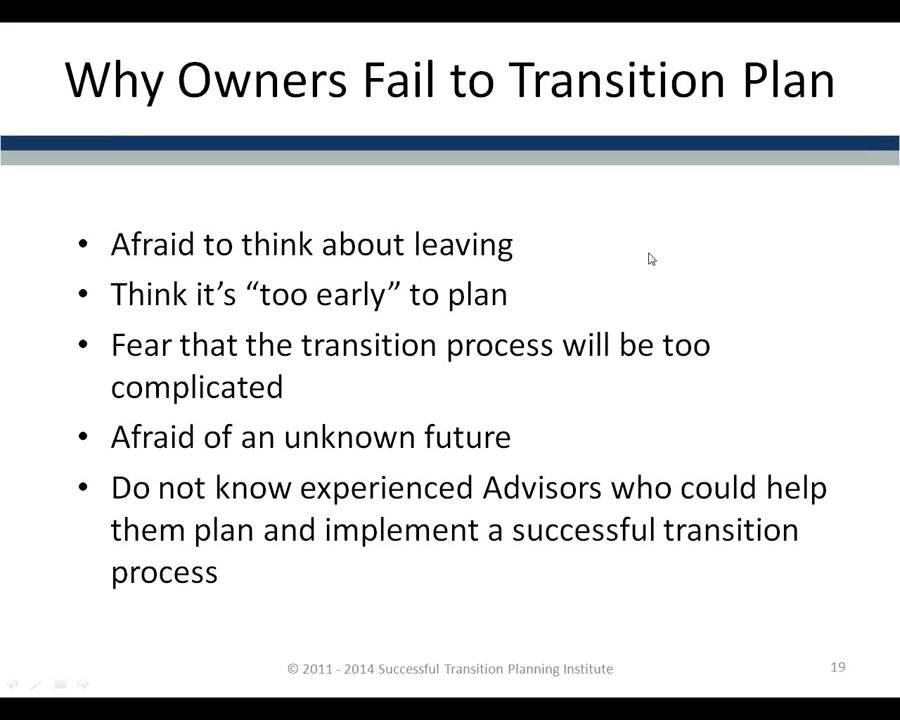 Why Owners Fail to Transition Plan
• Afraid to think about leaving
• Think it’s “too early” to plan
• Fear that the transition process will be too
complicated
• Afraid of an unknown future
• Do not know experienced Advisors who could help
them plan and implement a successful transition
process
© 2011 - 2014 Successful Transition Planning Institute
19